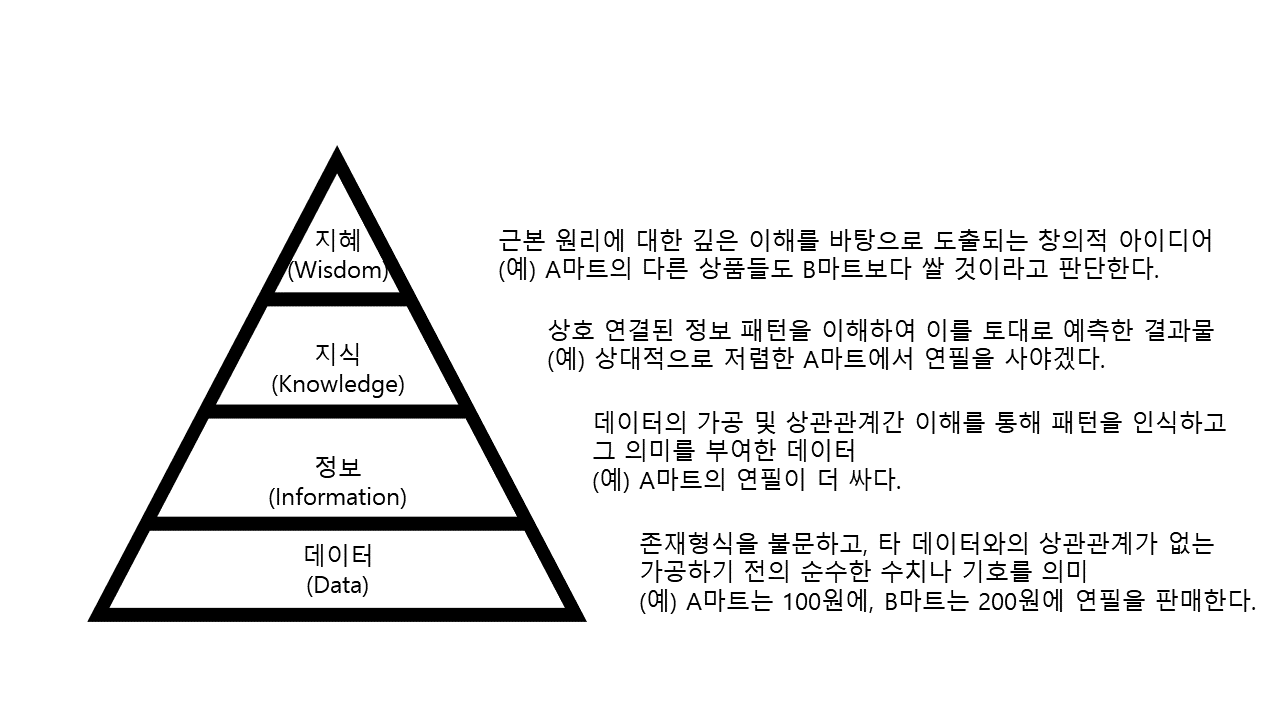 지혜
(Wisdom)
근본 원리에 대한 깊은 이해를 바탕으로 도출되는 창의적 아이디어
(예) A마트의 다른 상품들도 B마트보다 쌀 것이라고 판단한다.
지식
(Knowledge)
상호 연결된 정보 패턴을 이해하여 이를 토대로 예측한 결과물
(예) 상대적으로 저렴한 A마트에서 연필을 사야겠다.
정보
(Information)
데이터의 가공 및 상관관계간 이해를 통해 패턴을 인식하고
그 의미를 부여한 데이터
(예) A마트의 연필이 더 싸다.
데이터
(Data)
존재형식을 불문하고, 타 데이터와의 상관관계가 없는
가공하기 전의 순수한 수치나 기호를 의미
(예) A마트는 100원에, B마트는 200원에 연필을 판매한다.